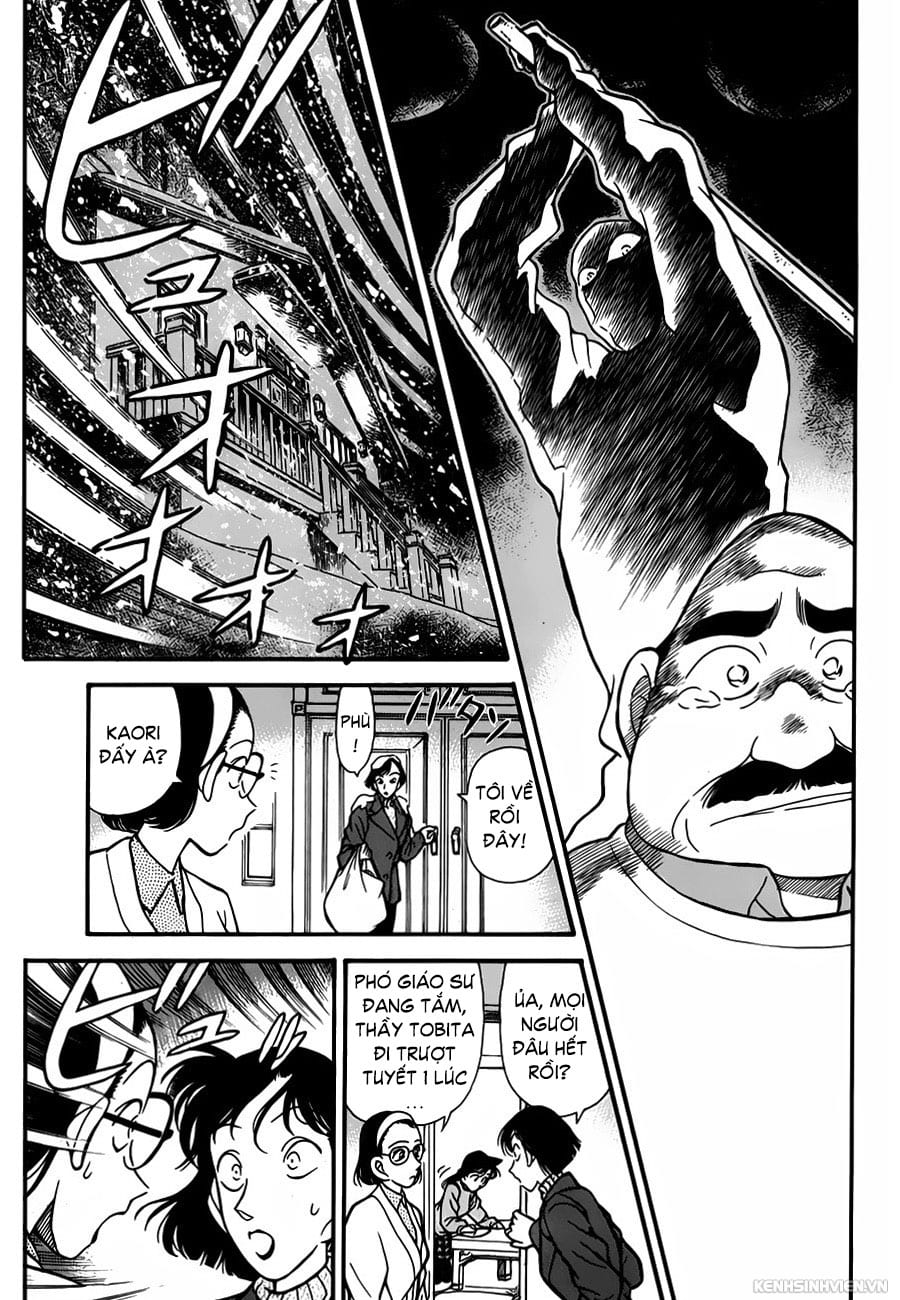 ビュオオオオ
バタン
PHÙ
!
TÔI VỀ
RỒI
ĐÂY!
KAORI
ĐẤY À?
ỦA, MỌI
NGƯỜI
ĐÂU HẾT
RỒI?
PHÓ GIÁO SƯ
ĐANG TẮM,
THẦY TOBITA
ĐI TRƯỢT
TUYẾT 1 LÚC
...
ビュ
KENHSINHVIEN.VN